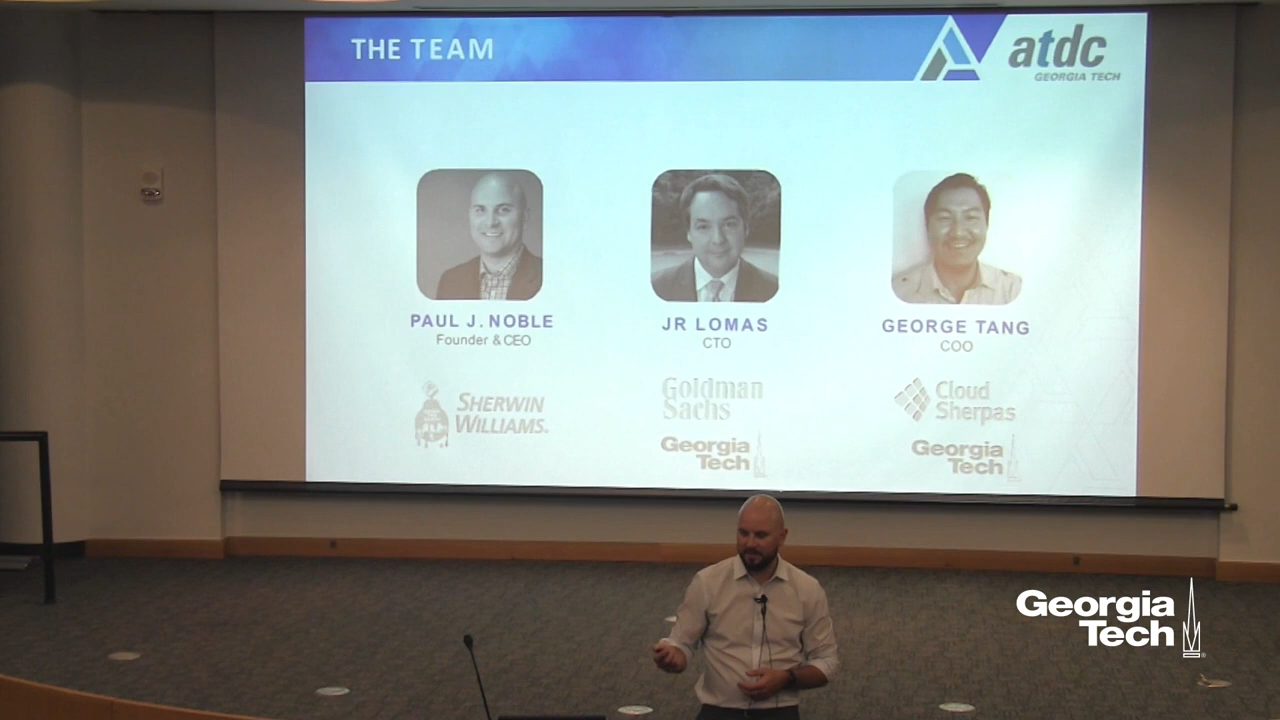 THE TEAM
atdc
GEORGIA TECH
PAUL J. NOBLE
Founder & CEO
JR LOMAS
CTO
GEORGE TANG
COO
SHERWIN
WILLIAMS.
Goldman
Sachs
Georgia
Tech
Cloud
Sherpas
Georgia
Tech
Georgia
Tech